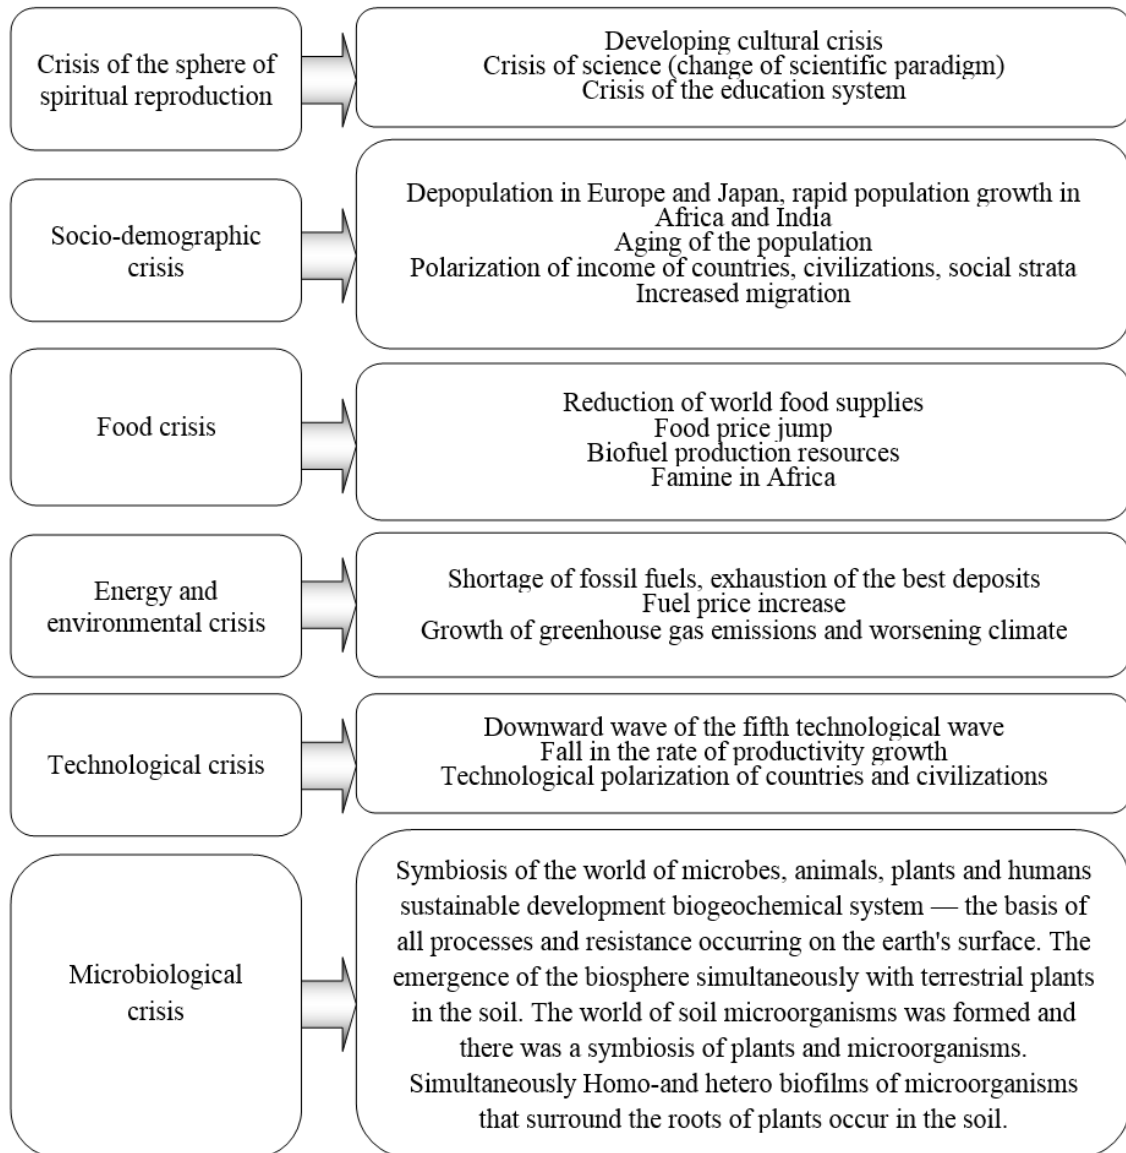 Crisis of the sphere of
spiritual reproduction
Developing cultural crisis
Crisis of science (change of scientific paradigm)
Crisis of the education system
Socio-demographic
crisis
Depopulation in Europe and Japan, rapid population growth in
Africa and India
Aging of the population
Polarization of income of countries, civilizations, social strata
Increased migration
Food crisis
Reduction of world food supplies
Food price jump
Biofuel production resources
Famine in Africa
Energy and
environmental crisis
Shortage of fossil fuels, exhaustion of the best deposits
Fuel price increase
Growth of greenhouse gas emissions and worsening climate
Technological crisis
Downward wave of the fifth technological wave
Fall in the rate of productivity growth
Technological polarization of countries and civilizations
Microbiological
crisis
Symbiosis of the world of microbes, animals, plants and humans
sustainable development biogeochemical system — the basis of
all processes and resistance occurring on the earth's surface. The
emergence of the biosphere simultaneously with terrestrial plants
in the soil. The world of soil microorganisms was formed and
there was a symbiosis of plants and microorganisms.
Simultaneously Homo-and hetero biofilms of microorganisms
that surround the roots of plants occur in the soil.